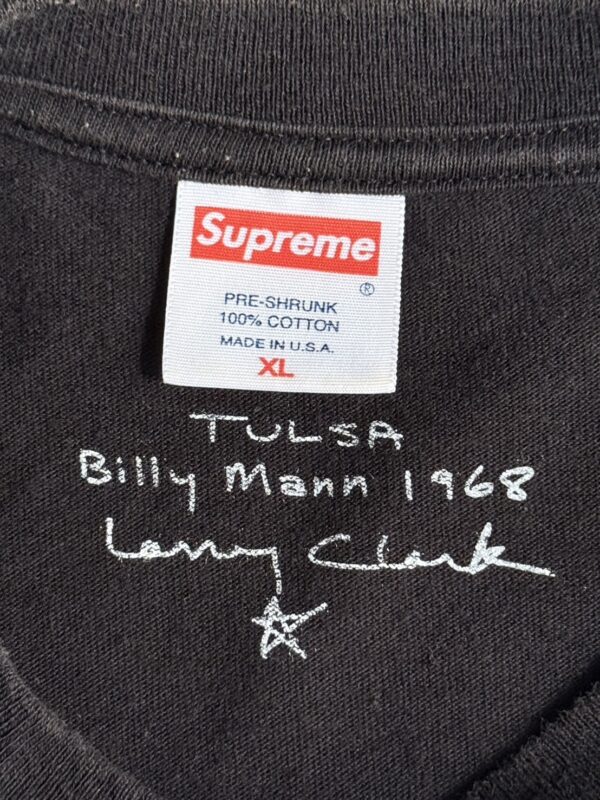 Supreme
®
PRE-SHRUNK
100% COTTON
MADE IN U.S.A.
XL
TULSA
Billy Mann 1968
Larry Clark